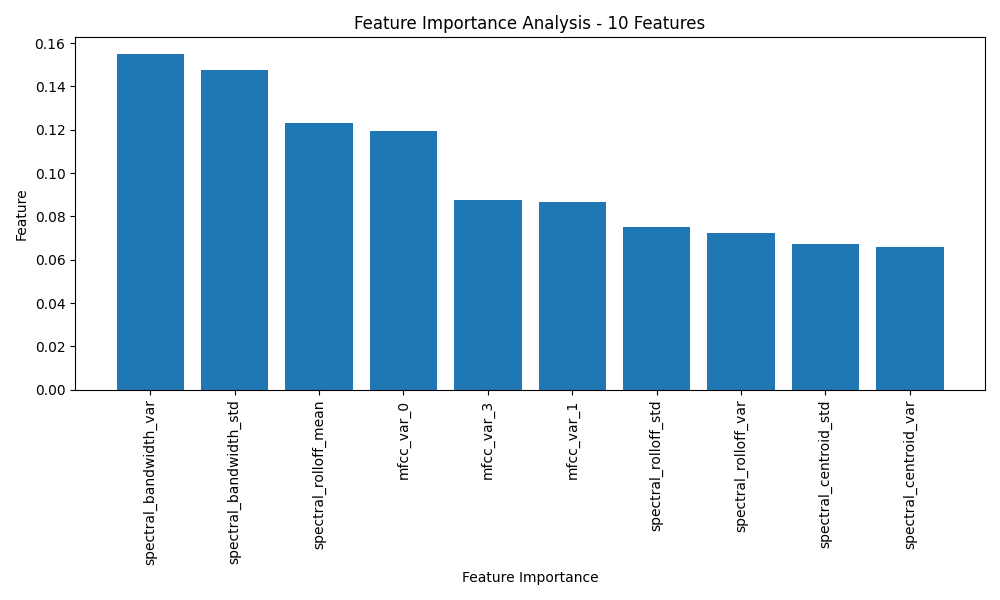 Feature Importance Analysis - 10 Features
Feature
0.16
0.14
0.12
0.10
0.08
0.06
0.04
0.02
0.00
spectral_bandwidth_var
spectral_bandwidth_std
spectral_rolloff_mean
mfcc_var_0
mfcc_var_3
mfcc_var_1
spectral_rolloff_std
spectral_rolloff_var
spectral_centroid_std
spectral_centroid_var
Feature Importance